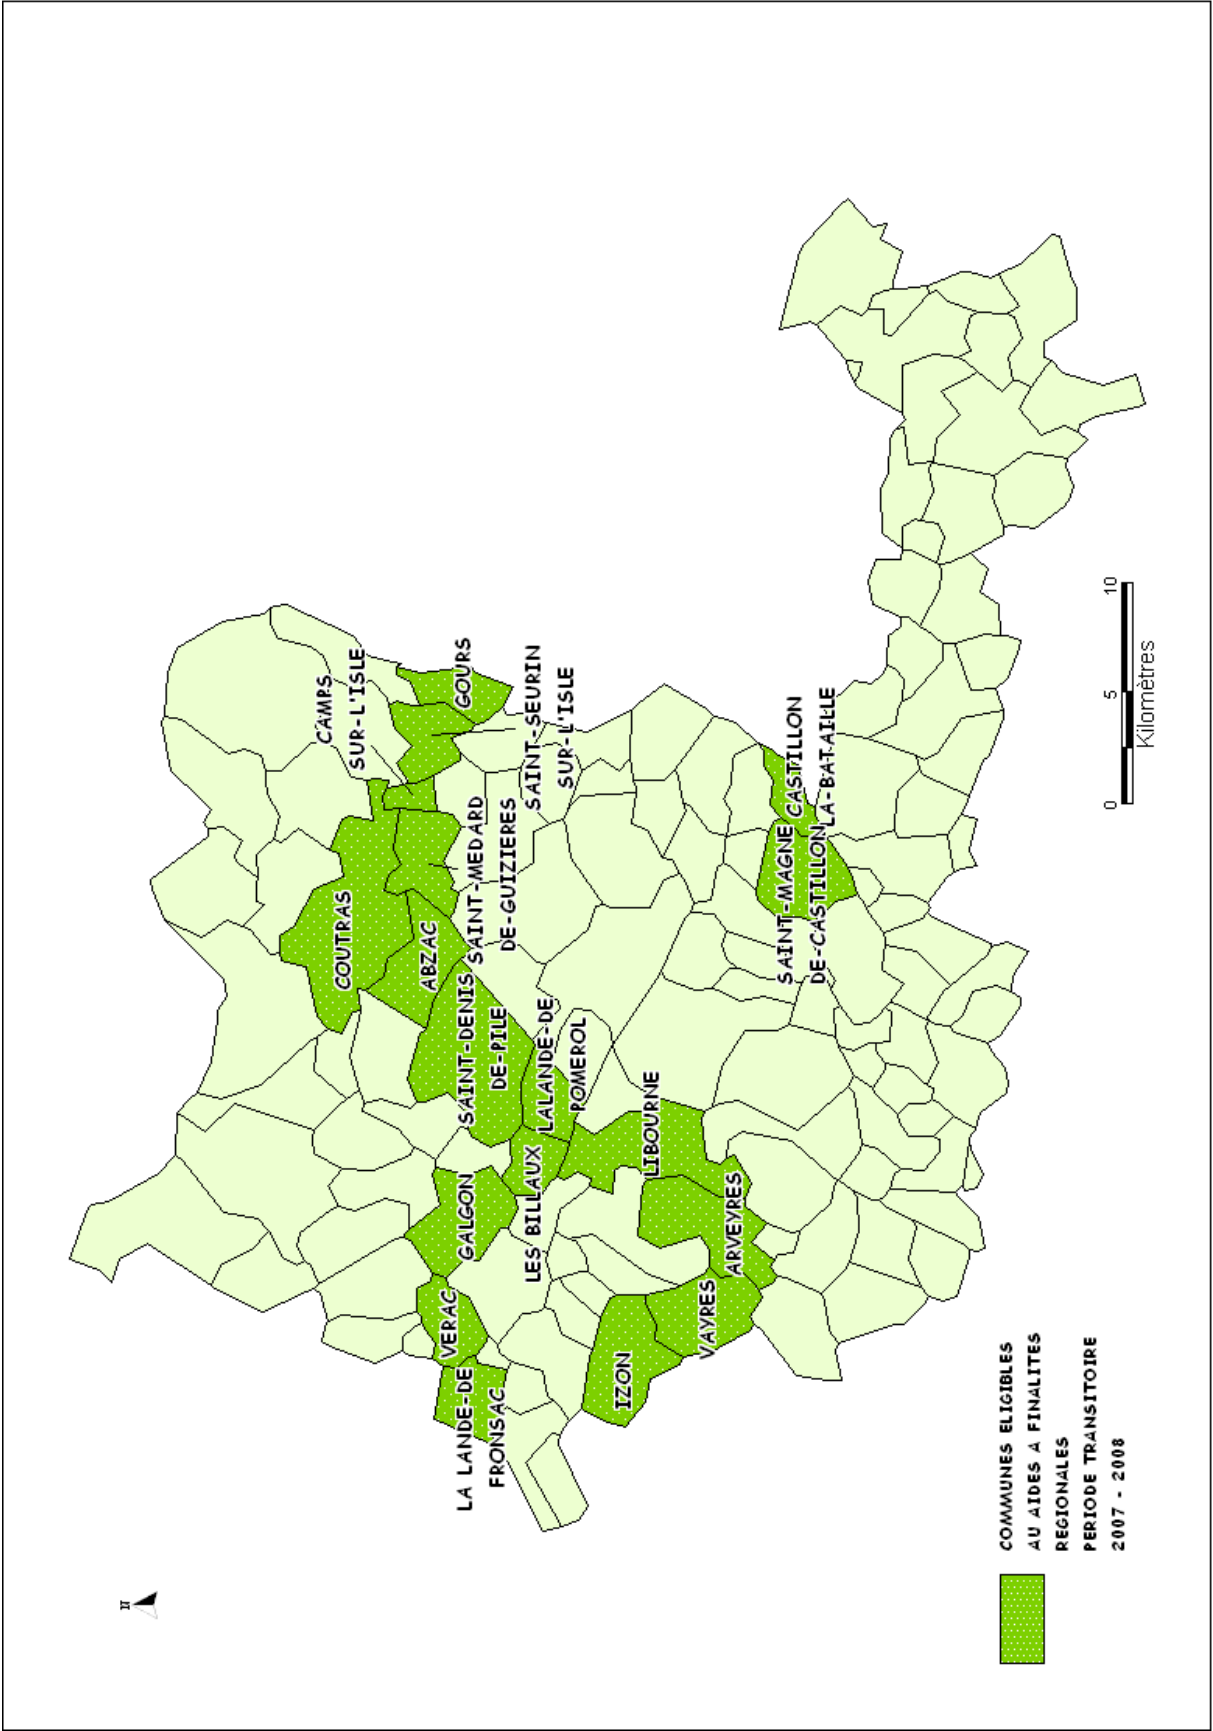 CAMPS
SUR-L'ISLE
GOURS
COUTRAS
SAINT-SEURIN
SUR-L'ISLE
ABZAC
SAINT-MEDARD
DE-GUIZIERES
SAINT-DENIS
DE-PILE
LALANDE-DE
POMEROL
GALGON
LES BILLAUX
LIBOURNE
VERAC
LA LANDE-DE
FRONSAC
ARVEYRES
VAYRES
IZON
CASTILLON
LA-BATAILLE
SAINT-MAGNE
DE-CASTILLON
COMMUNES ELIGIBLES
AU AIDES A FINALITES
REGIONALES
PERIODE TRANSITOIRE
2007 - 2008
0 5 10
Kilomètres